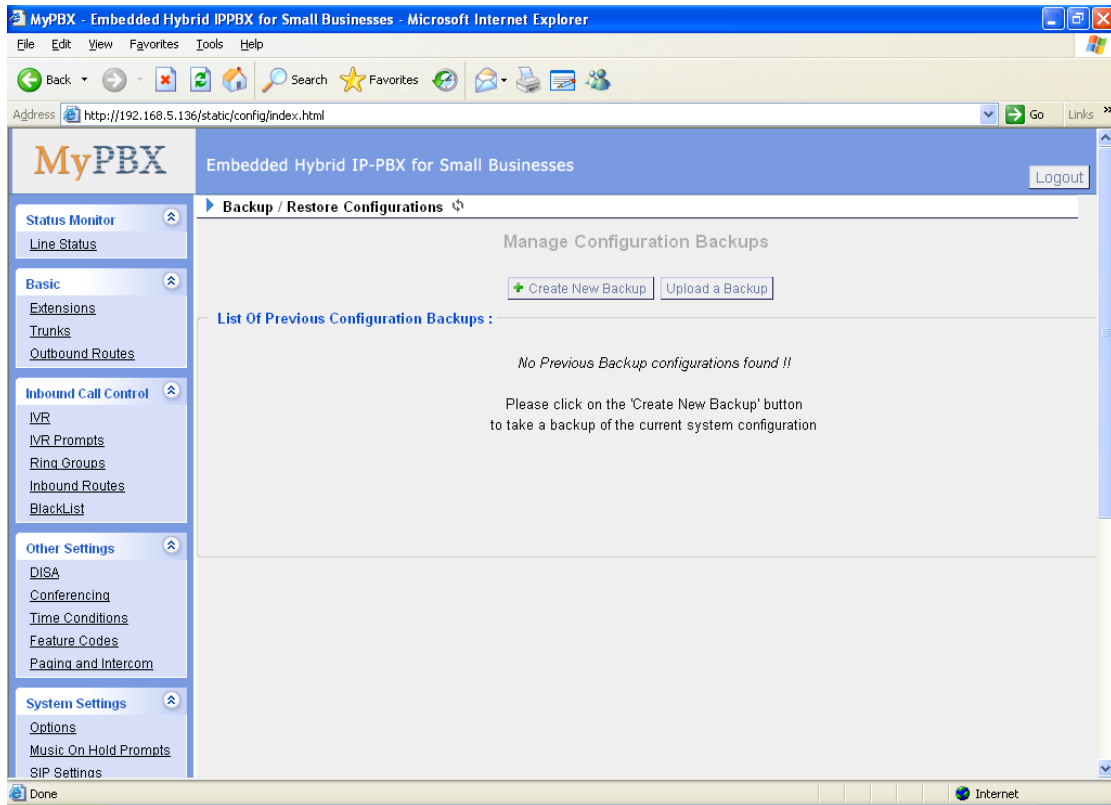 MyPBX - Embedded Hybrid IPPBX for Small Businesses - Microsoft Internet Explorer
File Edit View Favorites Tools Help
Back Search Favorites
Address http://192.168.5.136/static/config/index.html Go Links »
MyPBX Embedded Hybrid IP-PBX for Small Businesses Logout
Backup / Restore Configurations
Manage Configuration Backups
Create New Backup Upload a Backup
List Of Previous Configuration Backups :
No Previous Backup configurations found !!
Please click on the 'Create New Backup' button
to take a backup of the current system configuration
Status Monitor
Line Status
Basic
Extensions
Trunks
Outbound Routes
Inbound Call Control
IVR
IVR Prompts
Ring Groups
Inbound Routes
BlackList
Other Settings
DISA
Conferencing
Time Conditions
Feature Codes
Paging and Intercom
System Settings
Options
Music On Hold Prompts
SIP Settings
Done Internet